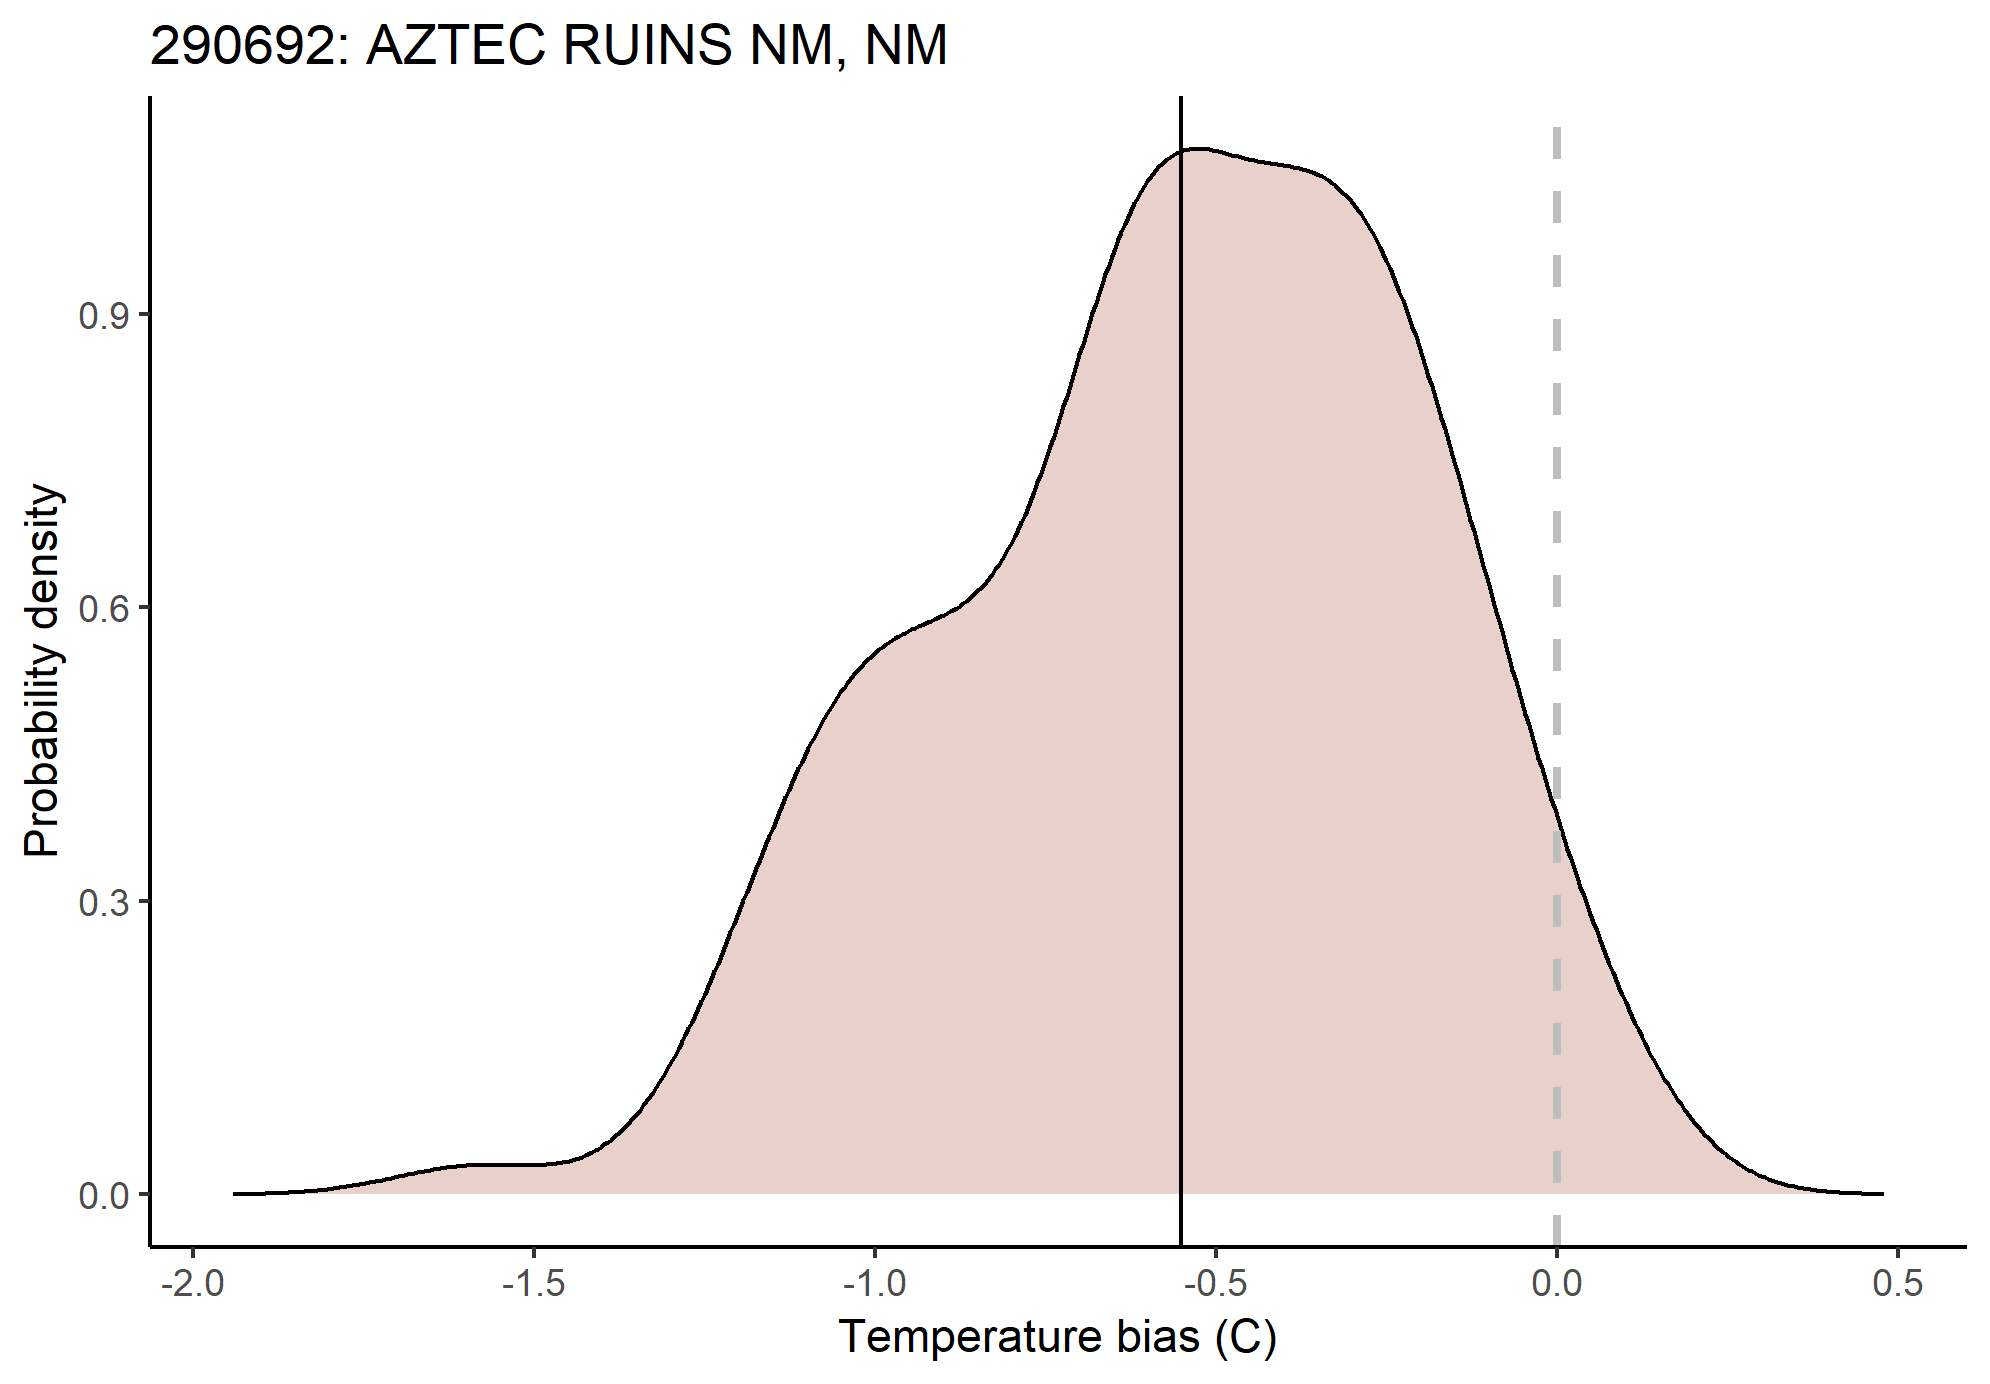 290692: AZTEC RUINS NM, NM
Probability density
0.9
0.6
0.3
0.0
-2.0 -1.5 -1.0 -0.5 0.0 0.5
Temperature bias (C)